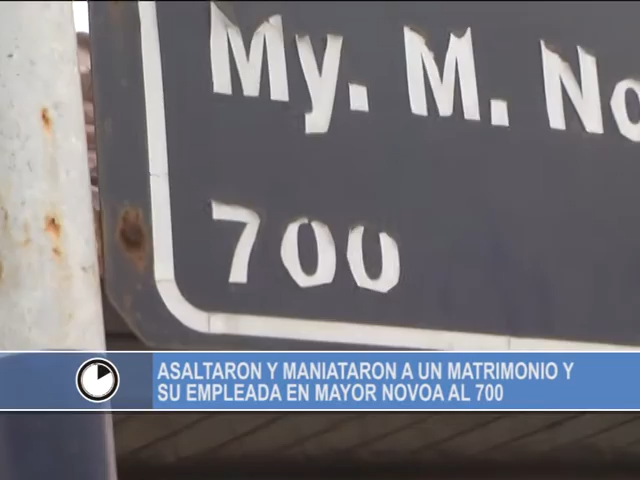 My. M. No
700
ASALTARON Y MANIATARON A UN MATRIMONIO Y
SU EMPLEADA EN MAYOR NOVOA AL 700